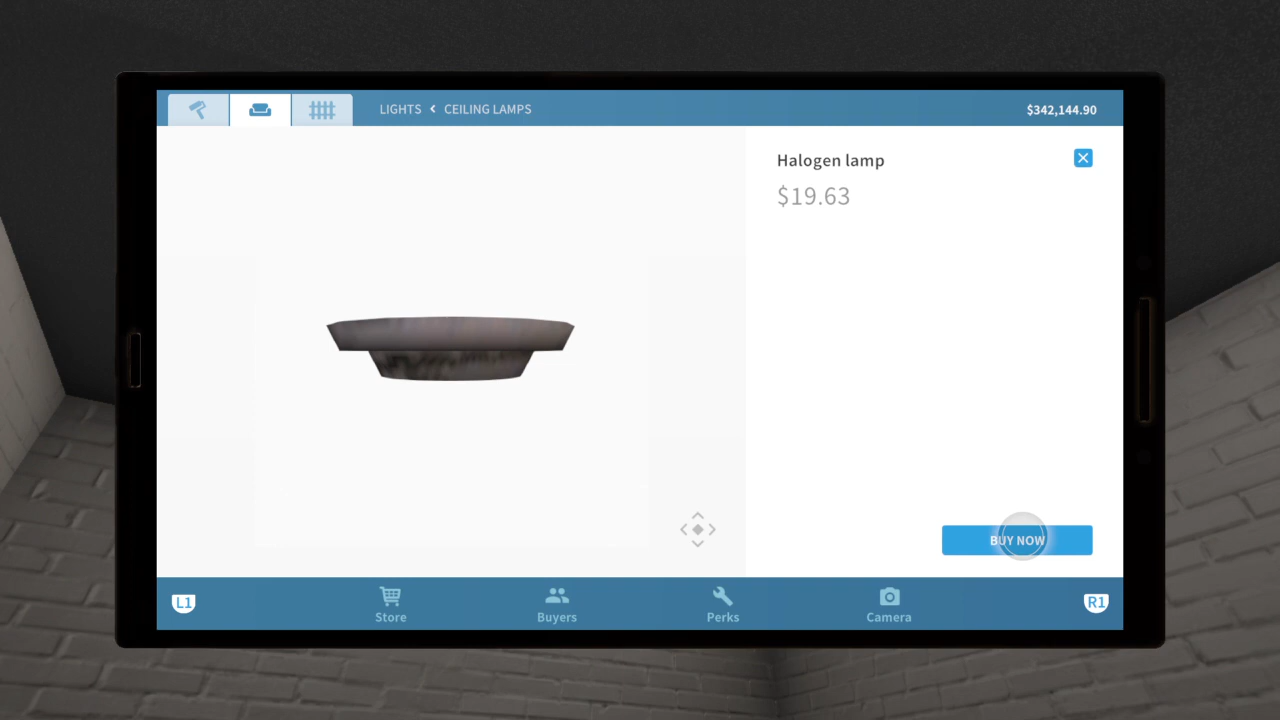 LIGHTS < CEILING LAMPS
$342,144.90
Halogen lamp
$19.63
BUY NOW
L1
Store
Buyers
Perks
Camera
R1